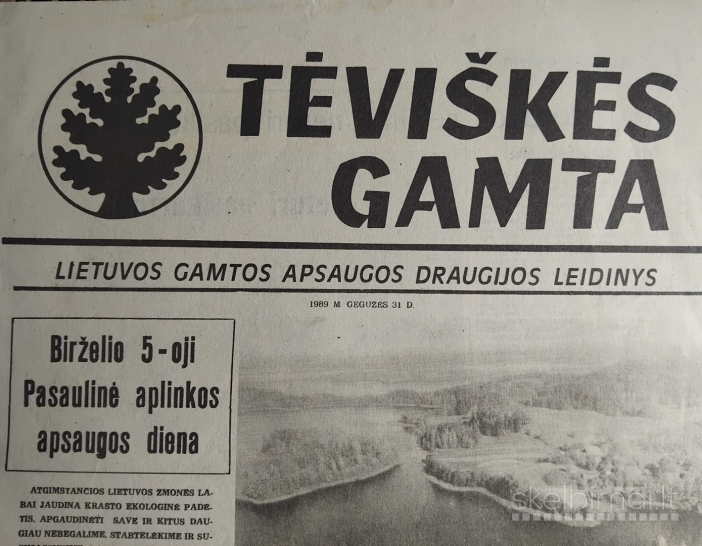 TĖVIŠKĖS
GAMTA
LIETUVOS GAMTOS APSAUGOS DRAUGIJOS LEIDINYS
1989 M. GEGUŽĖS 31 D.
Birželio 5-oji
Pasaulinė aplinkos
apsaugos diena
ATGIMSTANČIOS LIETUVOS ŽMONES LA-
BAI JAUDINA KRAŠTO EKOLOGINĖ PADĖ-
TIS. APGAUDINĖTI SAVE IR KITUS DAU-
GIAU NEBEGALIME. STABTELĖKIME IR SU-
skelbimai.lt